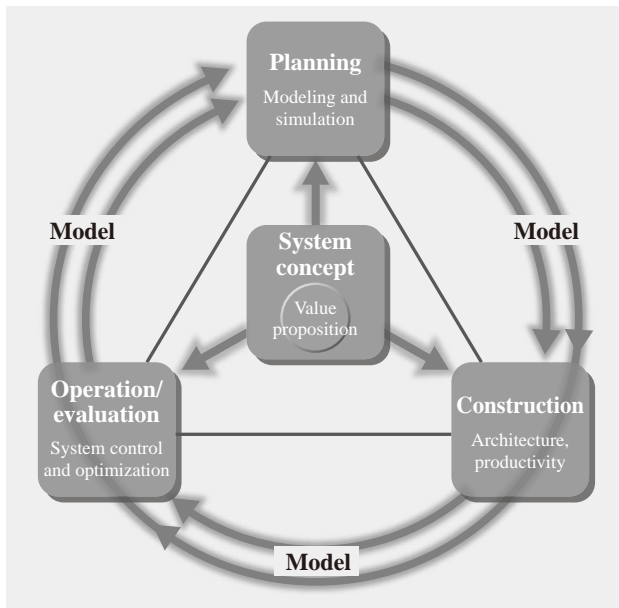 Planning
Modeling and
simulation
Model
Model
System
concept
Value
proposition
Operation/
evaluation
System control
and optimization
Construction
Architecture,
productivity
Model